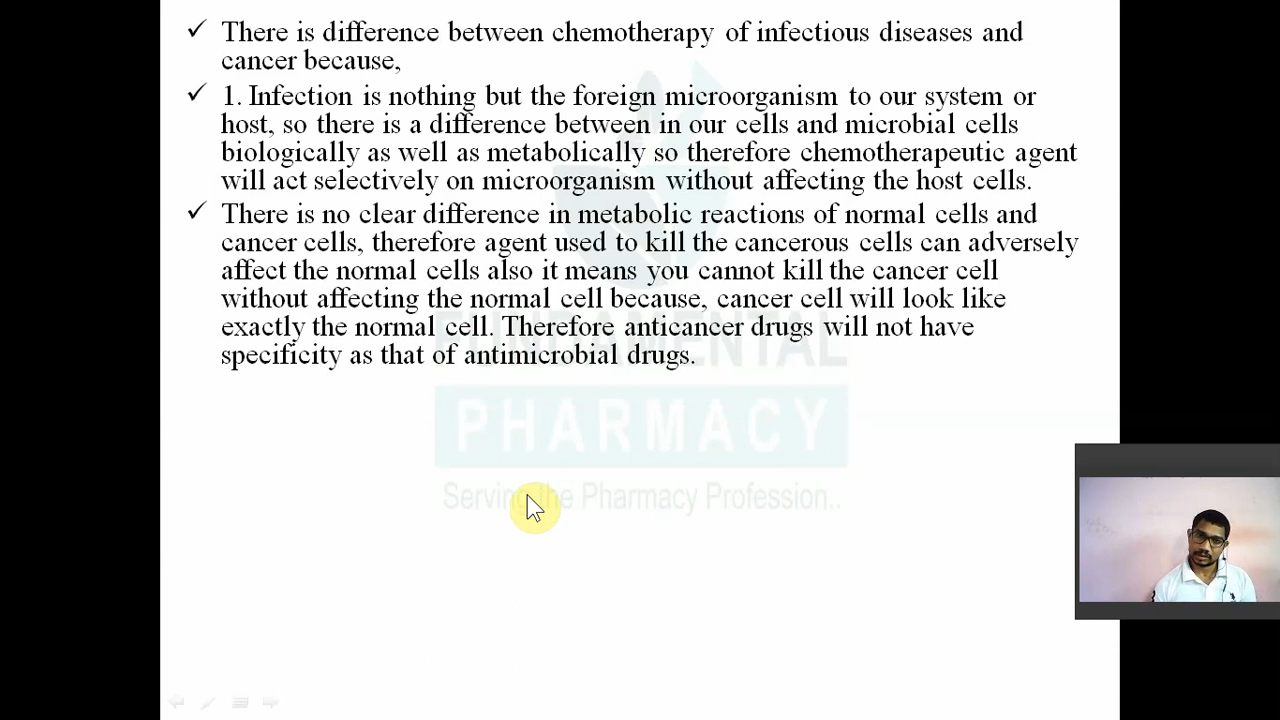 ✓ There is difference between chemotherapy of infectious diseases and
cancer because,
✓ 1. Infection is nothing but the foreign microorganism to our system or
host, so there is a difference between in our cells and microbial cells
biologically as well as metabolically so therefore chemotherapeutic agent
will act selectively on microorganism without affecting the host cells.
✓ There is no clear difference in metabolic reactions of normal cells and
cancer cells, therefore agent used to kill the cancerous cells can adversely
affect the normal cells also it means you cannot kill the cancer cell
without affecting the normal cell because, cancer cell will look like
exactly the normal cell. Therefore anticancer drugs will not have
specificity as that of antimicrobial drugs.
FUNDAMENTAL
PHARMACY
Serving the Pharmacy Profession..